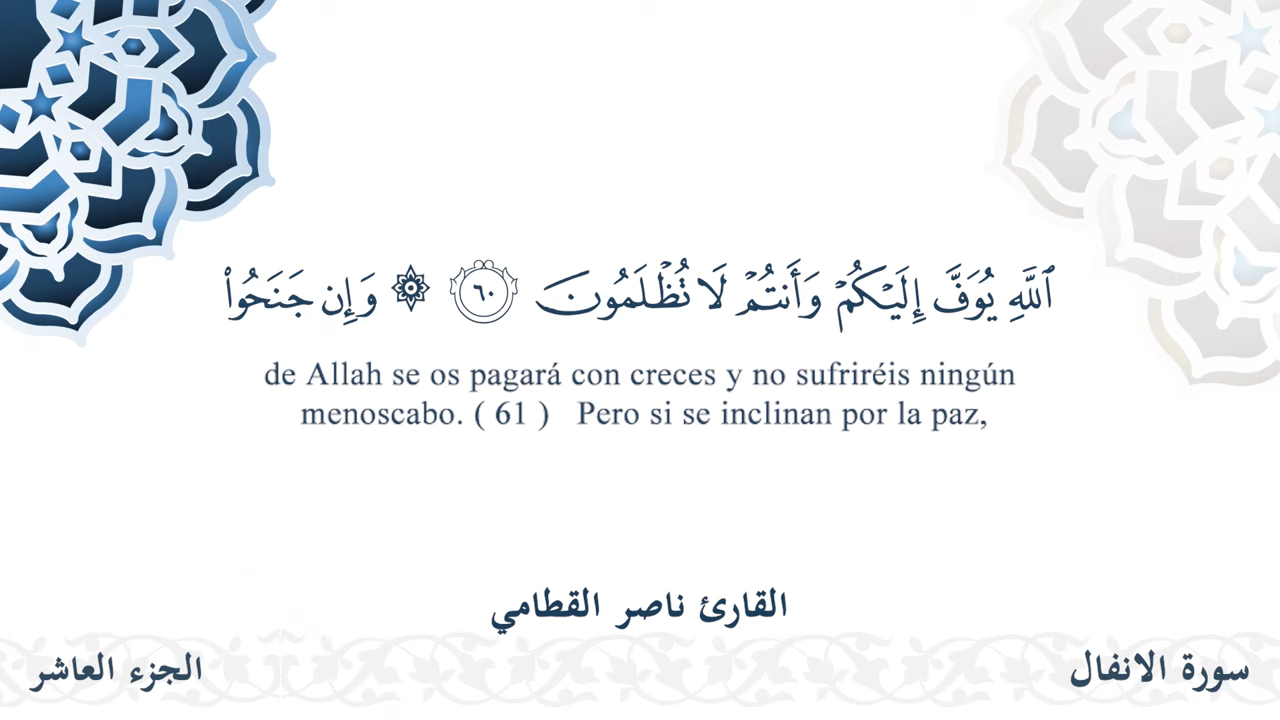 ٱللَّهِ يُوَفَّ إِلَيۡكُمۡ وَأَنتُمۡ لَا تُظۡلَمُونَ ٦٠ ۞ وَإِن جَنَحُواْ
de Allah se os pagará con creces y no sufriréis ningún
menoscabo. ( 61 ) Pero si se inclinan por la paz,
القارئ ناصر القطامي
سورة الانفال
الجزء العاشر